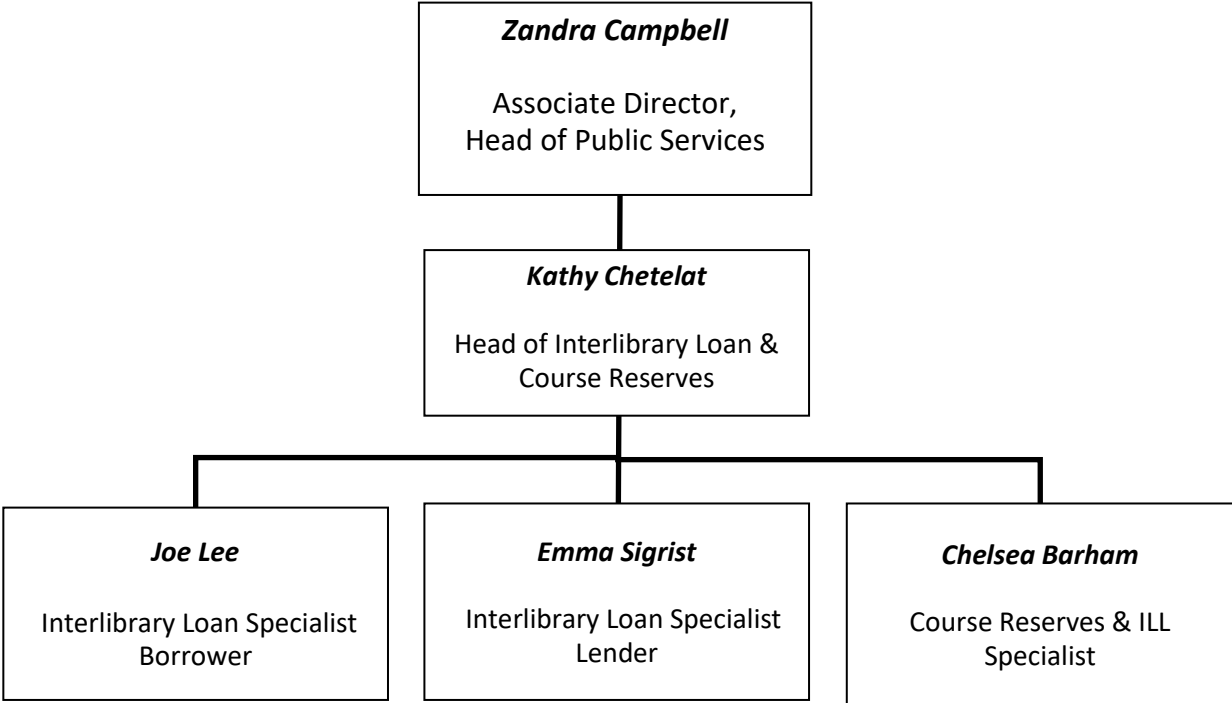 Zandra Campbell
Associate Director,
Head of Public Services
Kathy Chetelat
Head of Interlibrary Loan &
Course Reserves
Joe Lee
Interlibrary Loan Specialist
Borrower
Emma Sigrist
Interlibrary Loan Specialist
Lender
Chelsea Barham
Course Reserves & ILL
Specialist